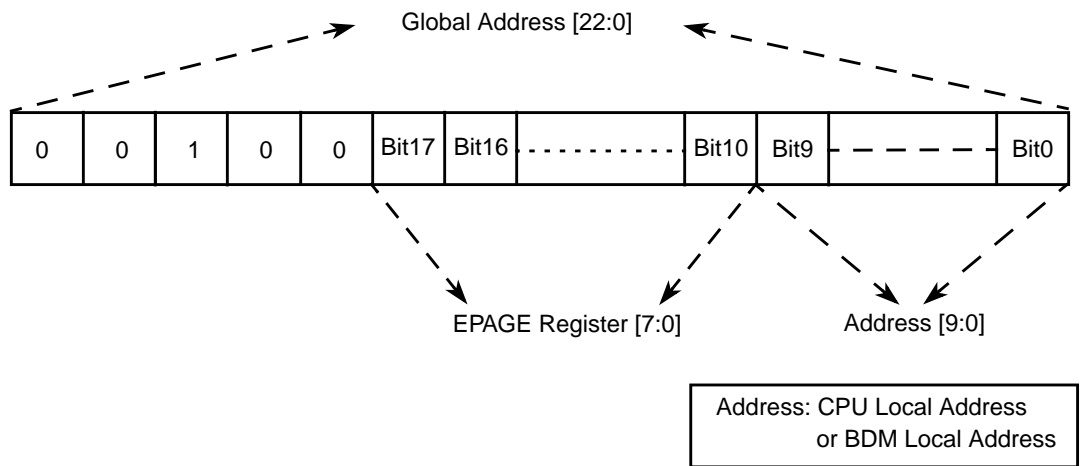 Global Address [22:0]
0 0 1 0 0 Bit17 Bit16 Bit10 Bit9 Bit0
EPAGE Register [7:0] Address [9:0]
Address: CPU Local Address
or BDM Local Address